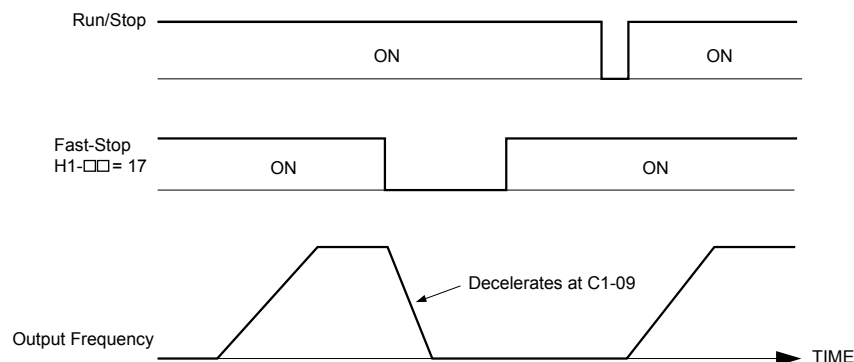 Run/Stop
ON
ON
Fast-Stop
H1-□□= 17
ON
ON
Decelerates at C1-09
Output Frequency
TIME